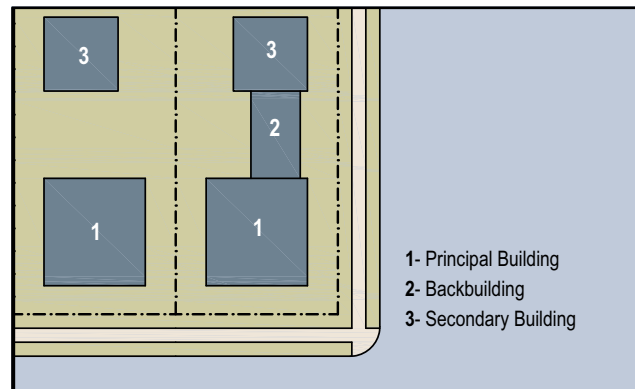 3
3
2
1
1
1- Principal Building
2- Backbuilding
3- Secondary Building